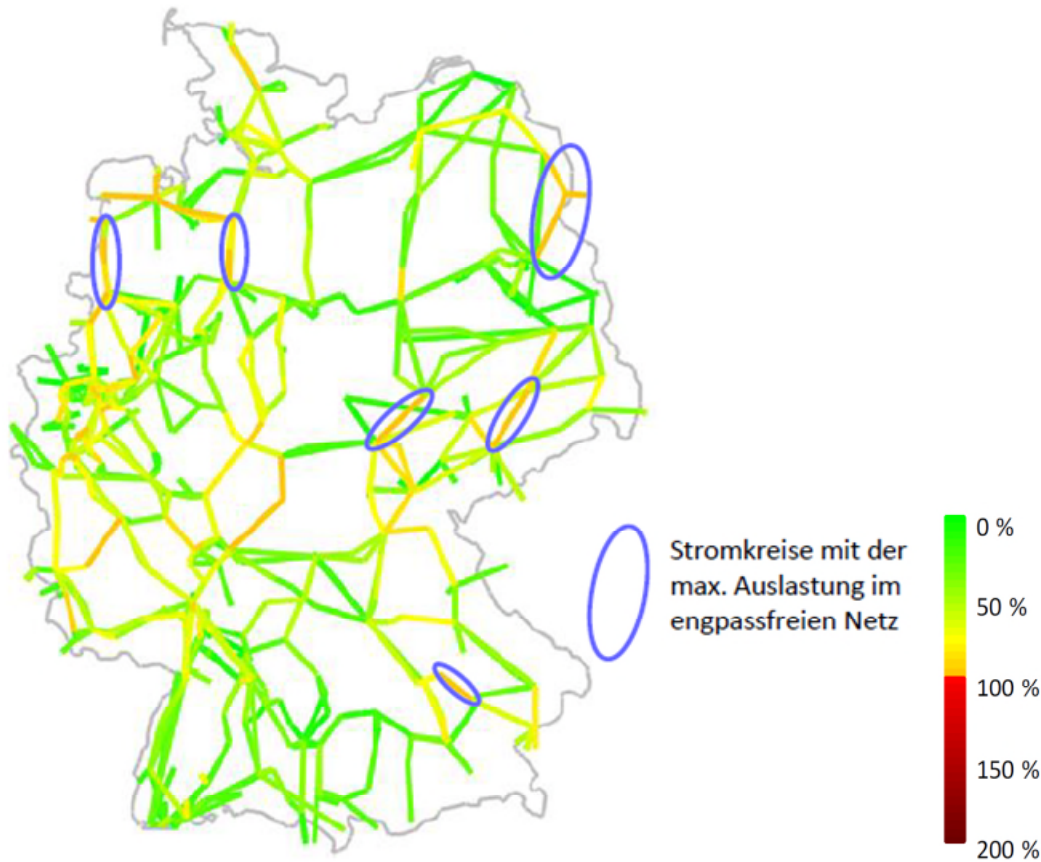 0 %
Stromkreise mit der
max. Auslastung im
engpassfreien Netz
50 %
100 %
150 %
200 %